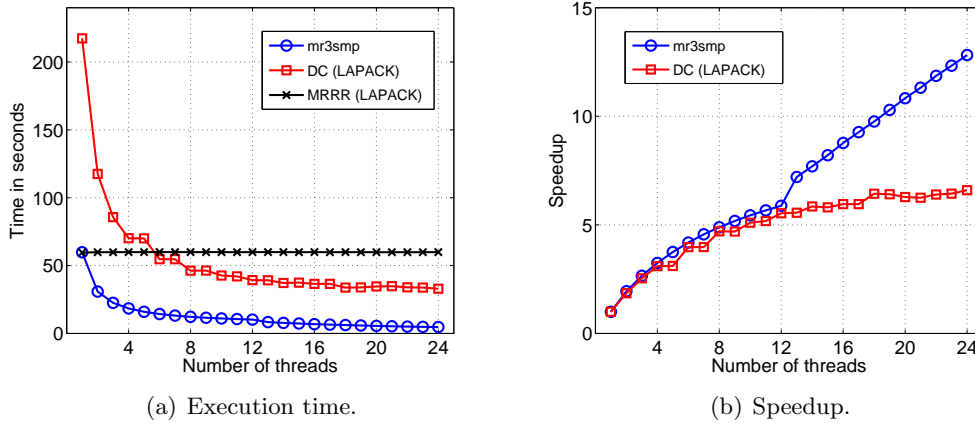 200
150
100
50
0
Time in seconds
4
8
12
16
20
24
Number of threads
mr3smp
DC (LAPACK)
MRRR (LAPACK)
(a) Execution time.
15
10
5
0
Speedup
4
8
12
16
20
24
Number of threads
mr3smp
DC (LAPACK)
(b) Speedup.